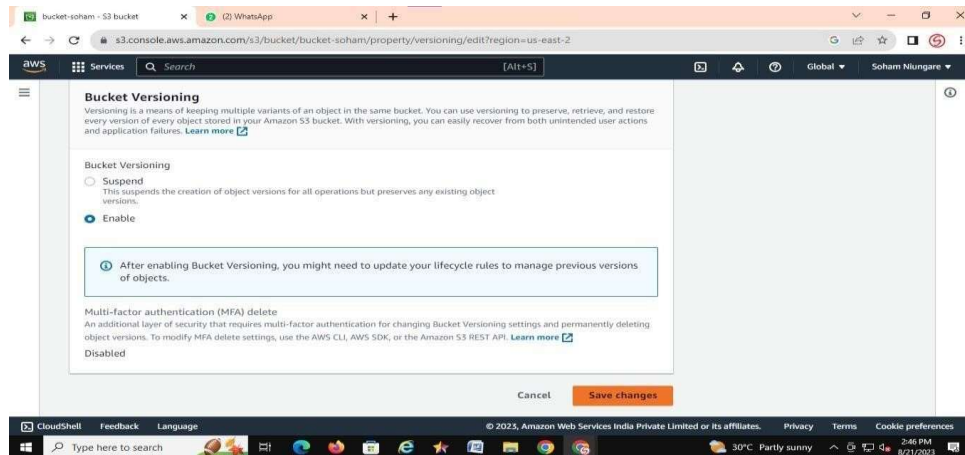 bucket-soham - S3 bucket
(2) WhatsApp
s3.console.aws.amazon.com/s3/bucket/bucket-soham/property/versioning/edit?region=us-east-2
aws
Services
Search
[Alt+S]
Global
Soham Niungare
Bucket Versioning
Versioning is a means of keeping multiple variants of an object in the same bucket. You can use versioning to preserve, retrieve, and restore
every version of every object stored in your Amazon S3 bucket. With versioning, you can easily recover from both unintended user actions
and application failures. Learn more
Bucket Versioning
Suspend
This suspends the creation of object versions for all operations but preserves any existing object
versions.
Enable
After enabling Bucket Versioning, you might need to update your lifecycle rules to manage previous versions
of objects.
Multi-factor authentication (MFA) delete
An additional layer of security that requires multi-factor authentication for changing Bucket Versioning settings and permanently deleting
object versions. To modify MFA delete settings, use the AWS CLI, AWS SDK, or the Amazon S3 REST API. Learn more
Disabled
Cancel
Save changes
CloudShell
Feedback
Language
© 2023, Amazon Web Services India Private Limited or its affiliates.
Privacy
Terms
Cookie preferences
Type here to search
30°C Partly sunny
2:46 PM
8/21/2023